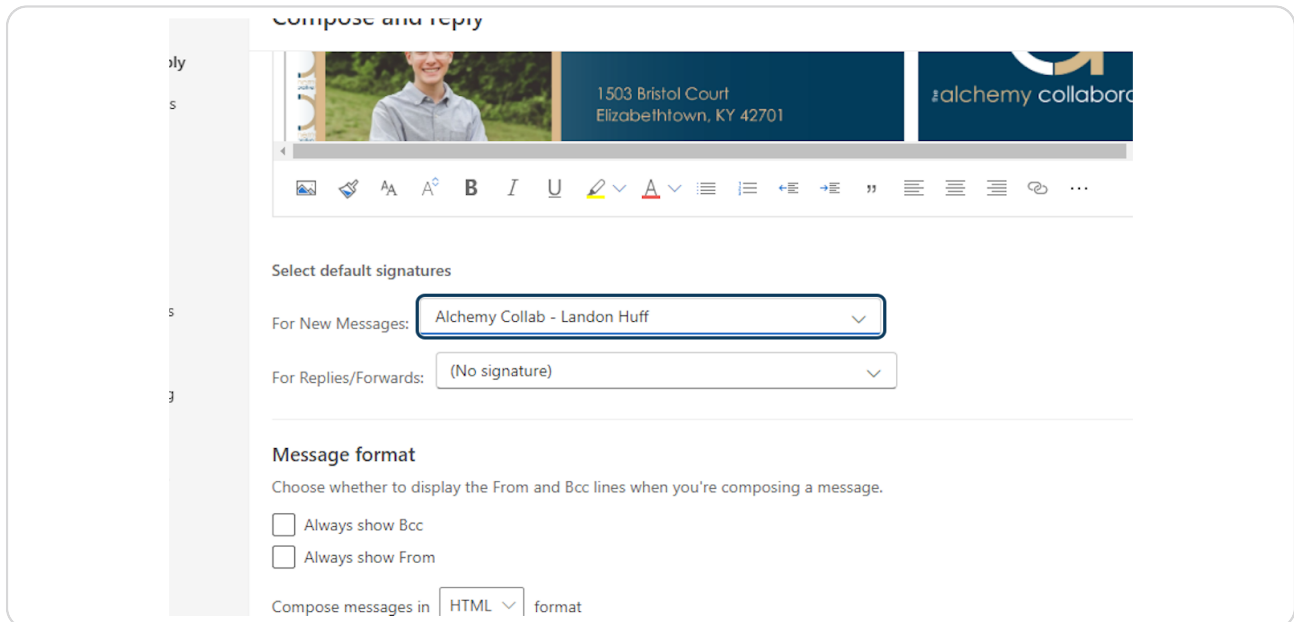 Compose and reply
ply
s
1503 Bristol Court
Elizabethtown, KY 42701
alchemy collabora
B I U A
Select default signatures
s
For New Messages: Alchemy Collab - Landon Huff
For Replies/Forwards: (No signature)
g
Message format
Choose whether to display the From and Bcc lines when you're composing a message.
Always show Bcc
Always show From
Compose messages in HTML format